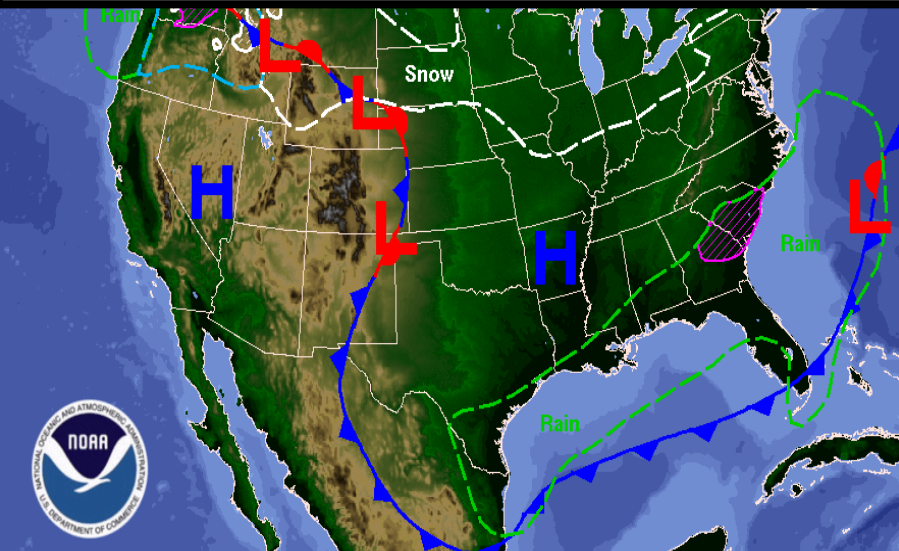 Rain
L
L
Snow
H
L
L
H
Rain
Rain
NATIONAL OCEANIC AND ATMOSPHERIC ADMINISTRATION
NOAA
U.S. DEPARTMENT OF COMMERCE